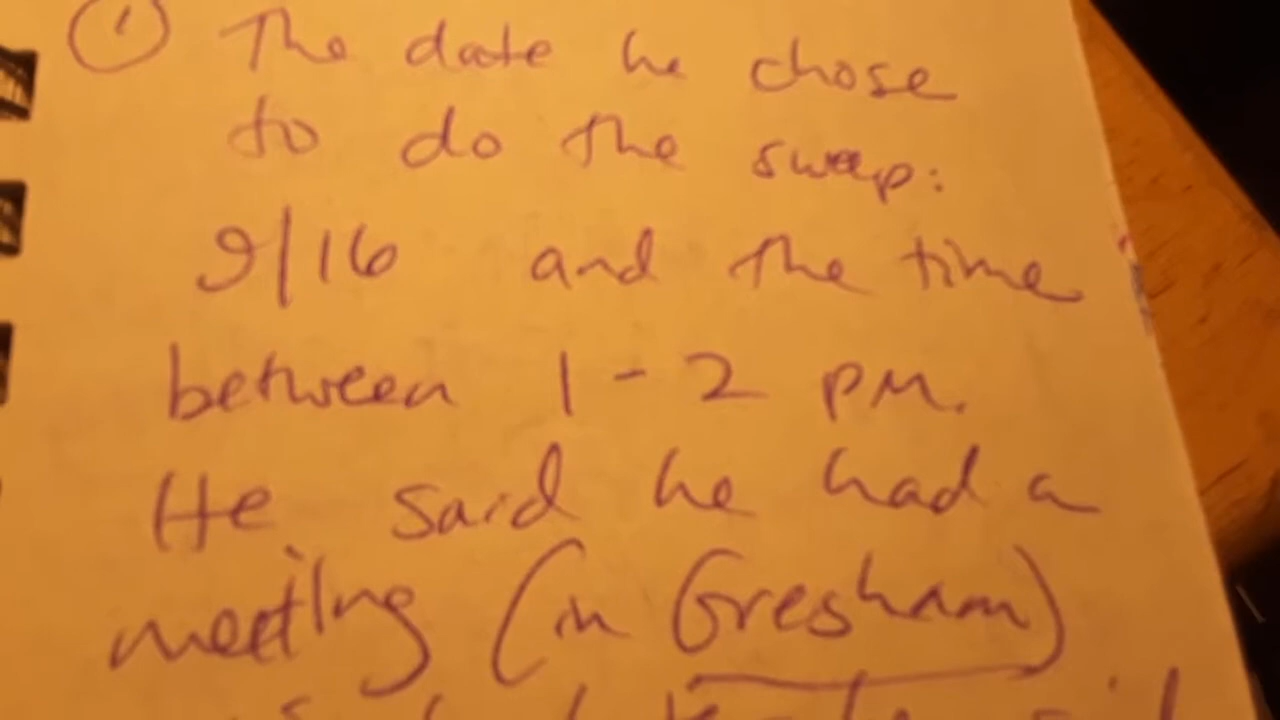 ① The date he chose
to do the swap:
9/16 and the time
between 1-2 pm.
He said he had a
meeting (in Gresham)